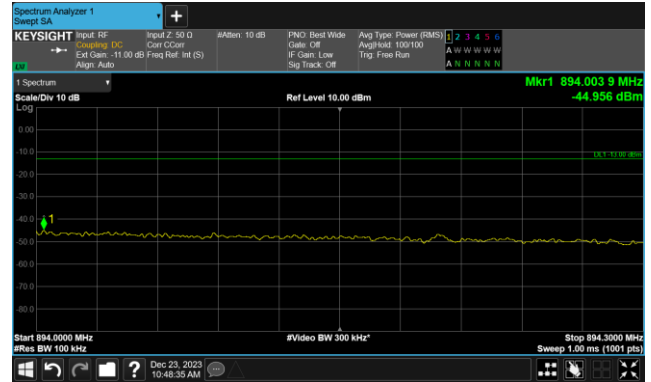 Spectrum Analyzer 1
Swept SA
+
KEYSIGHT
Input: RF
Coupling: DC
Ext Gain: -11.00 dB
Align: Auto
Input Z: 50 Ω
Corr CCorr
Freq Ref: Int (S)
#Atten: 10 dB
PNO: Best Wide
Gate: Off
IF Gain: Low
Sig Track: Off
Avg Type: Power (RMS)
Avg|Hold: 100/100
Trig: Free Run
1 2 3 4 5 6
A W W W W W
A N N N N N
1 Spectrum
Mkr1 894.003 9 MHz
Scale/Div 10 dB
Ref Level 10.00 dBm
-44.956 dBm
Log
0.00
-10.0
DL1 -13.00 dBm
-20.0
-30.0
-40.0
1
-50.0
-60.0
-70.0
-80.0
Start 894.0000 MHz
#Video BW 300 kHz*
Stop 894.3000 MHz
#Res BW 100 kHz
Sweep 1.00 ms (1001 pts)
?
Dec 23, 2023
10:48:35 AM